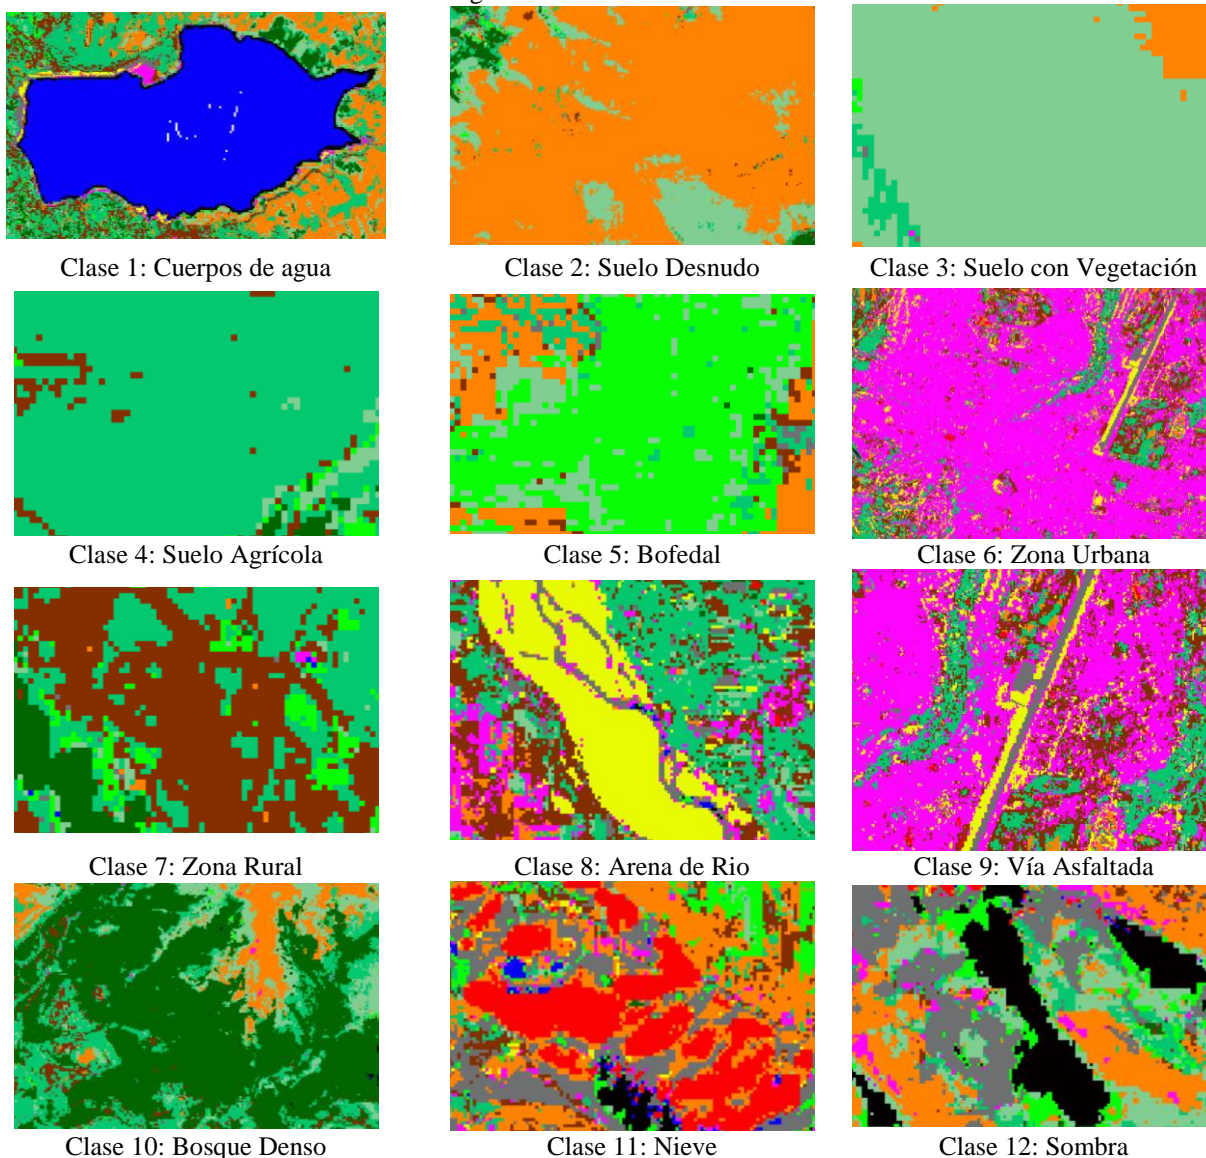 Clase 1: Cuerpos de agua
Clase 2: Suelo Desnudo
Clase 3: Suelo con Vegetación
Clase 4: Suelo Agrícola
Clase 5: Bofedal
Clase 6: Zona Urbana
Clase 7: Zona Rural
Clase 8: Arena de Rio
Clase 9: Vía Asfaltada
Clase 10: Bosque Denso
Clase 11: Nieve
Clase 12: Sombra